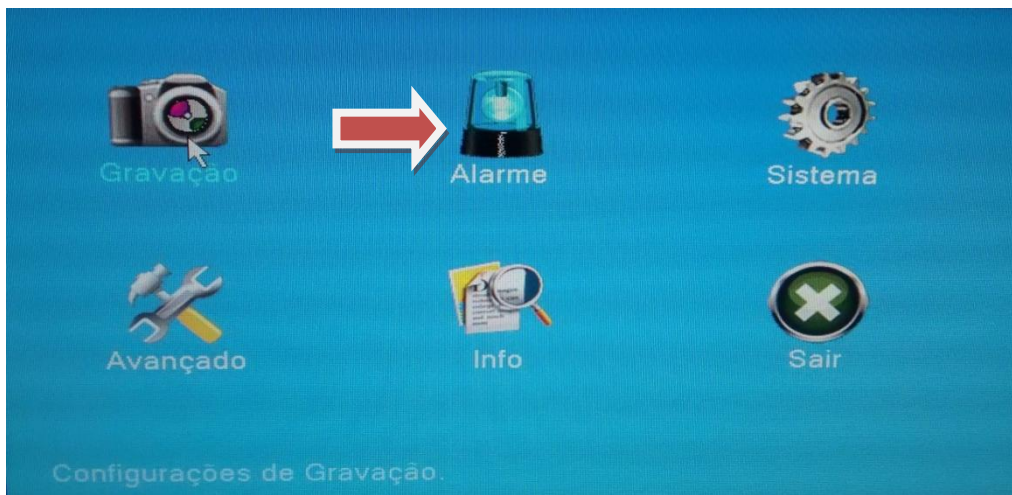 Gravação
Alarme
Sistema
Avançado
Info
Sair
Configurações de Gravação.